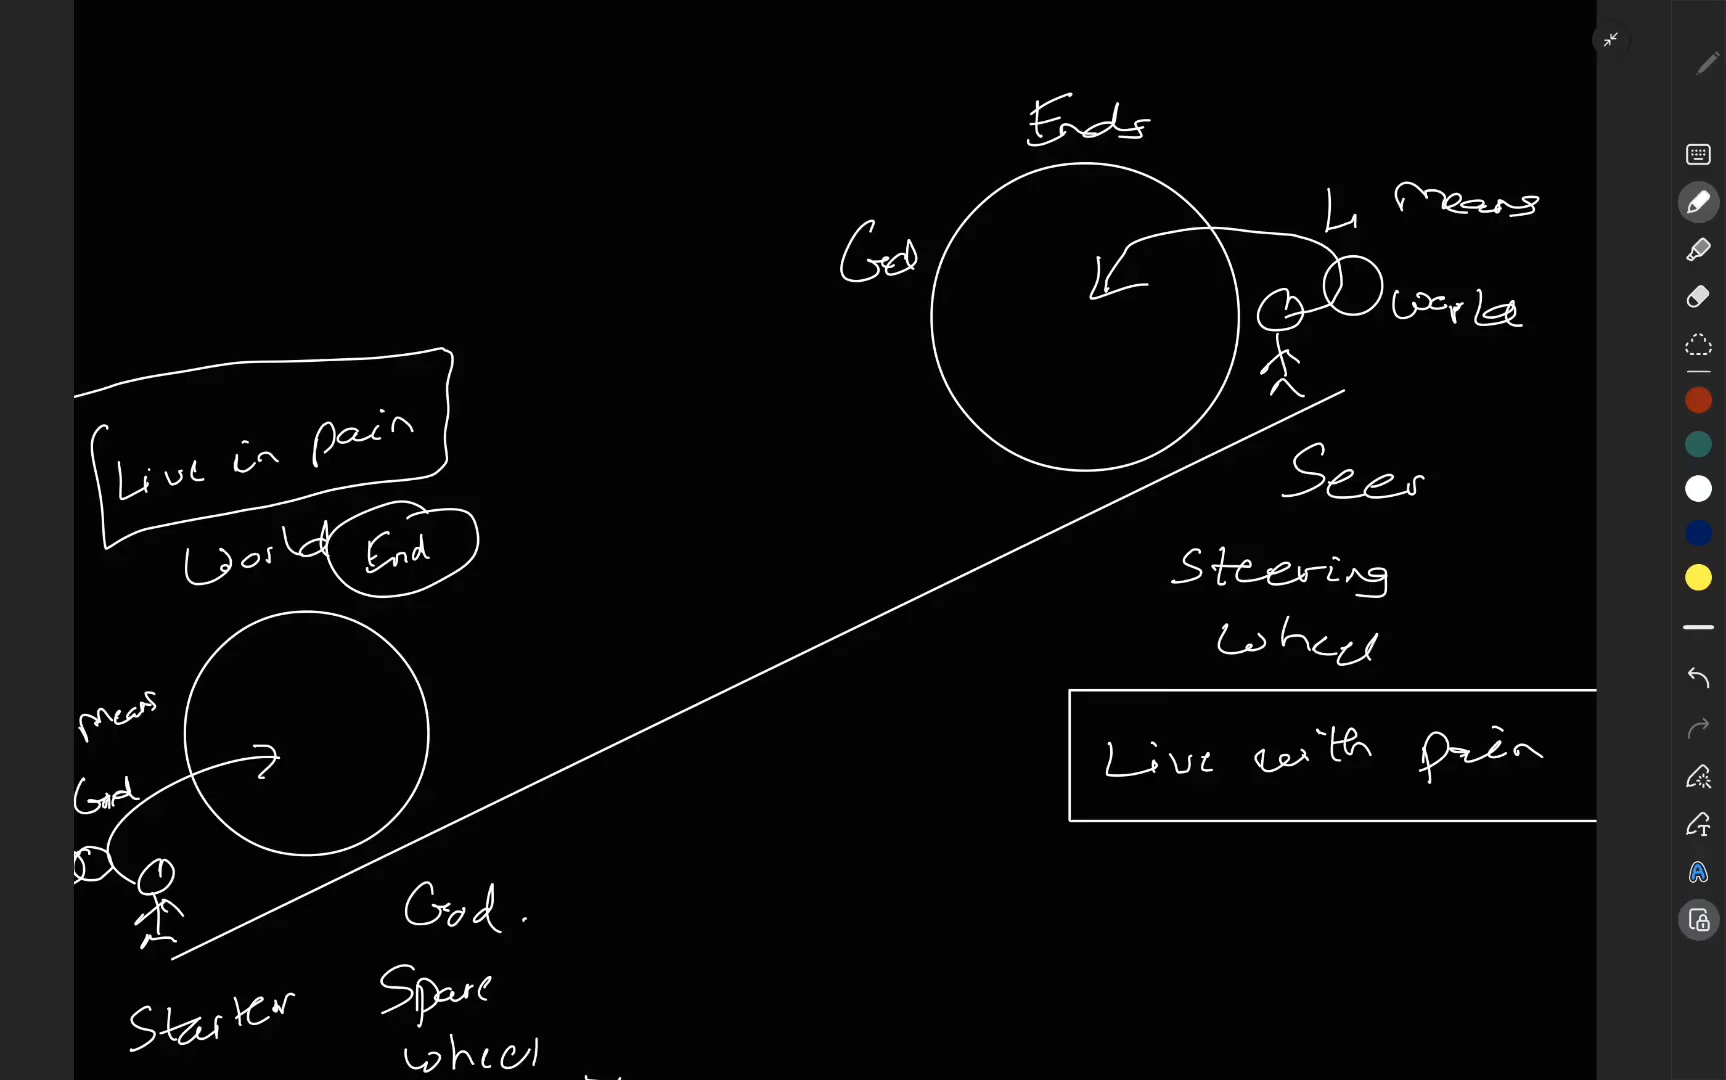 Ends
means
God
world
Live in pain
World End
Seer
Steering
wheel
means
Live with pain
God
God.
Starter
Spare
wheel